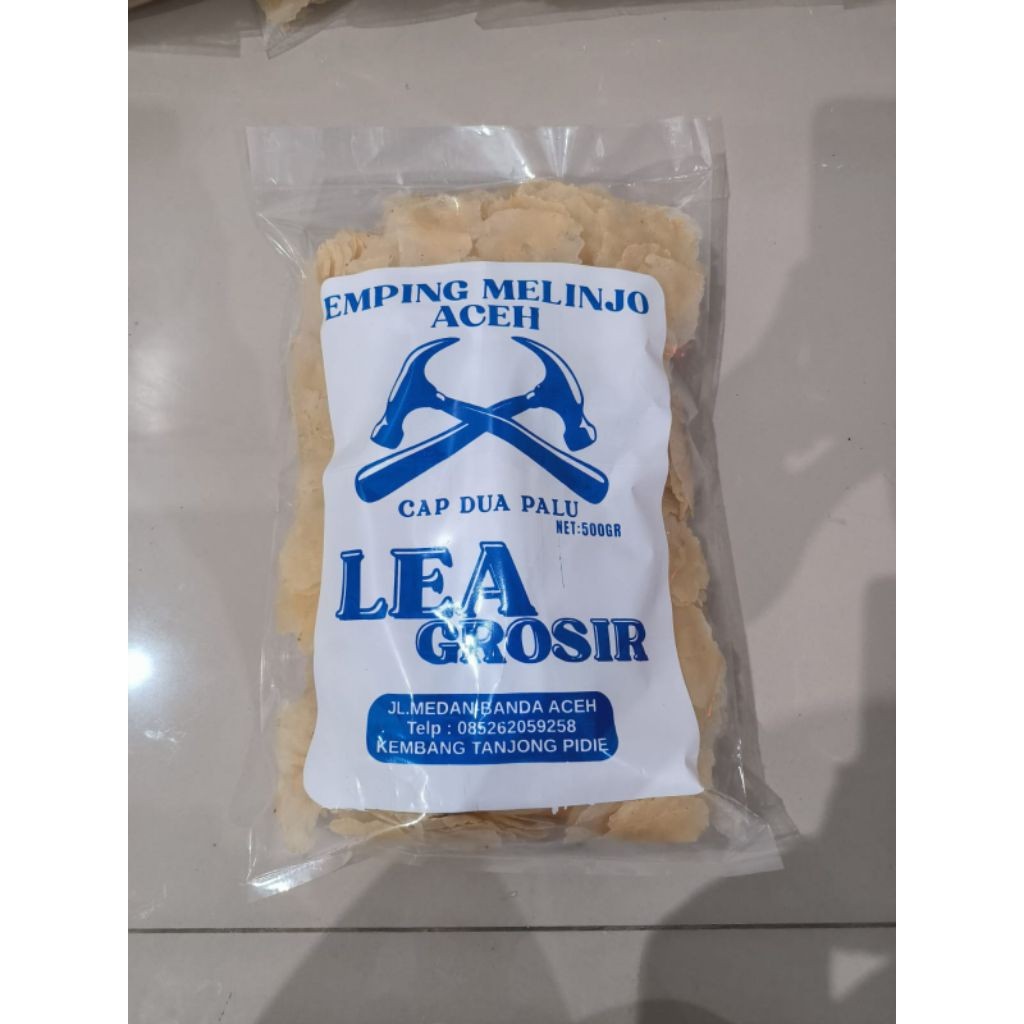 EMPING MELINJO
ACEH
CAP DUA PALU
NET:500GR
LEA
GROSIR
JL.MEDAN-BANDA ACEH
Telp : 085262059258
KEMBANG TANJONG PIDIE